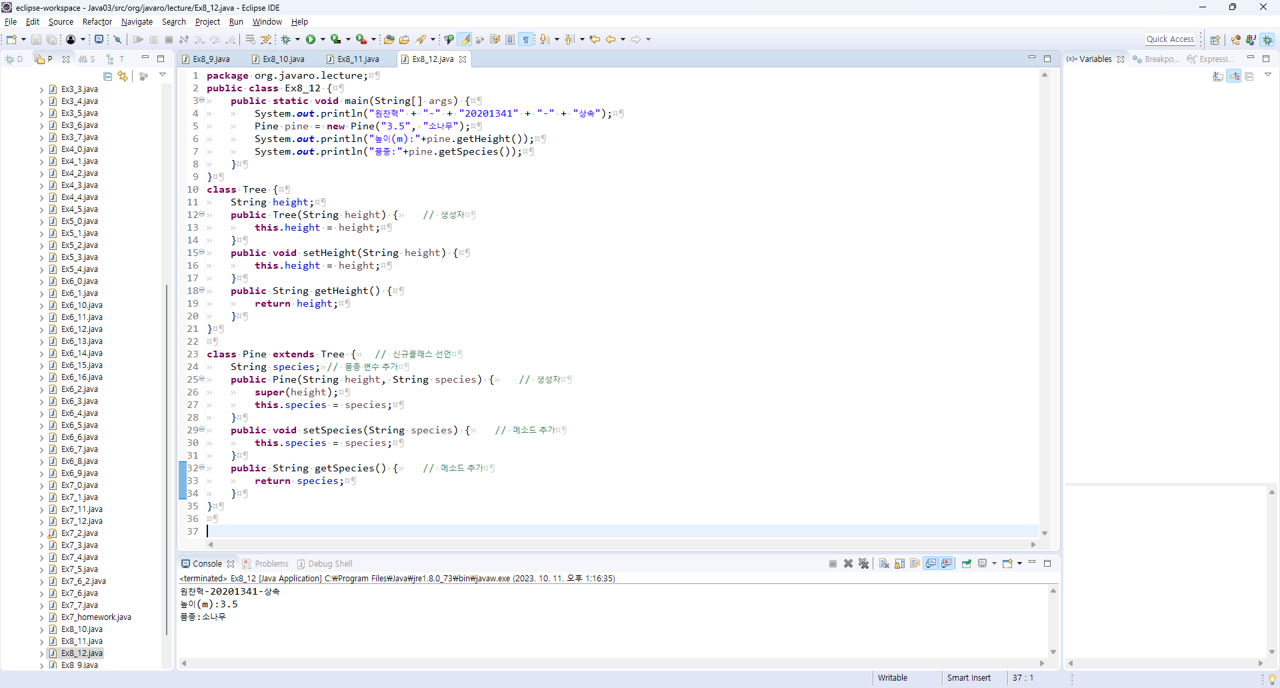 eclipse-workspace - Java03/src/org/javaro/lecture/Ex8_12.java - Eclipse IDE
File Edit Source Refactor Navigate Search Project Run Window Help
Quick Access
D P S T
Ex8_9.java Ex8_10.java Ex8_11.java Ex8_12.java
(x)= Variables Breakpo... Expressi...
Ex3_3.java
Ex3_4.java
Ex3_5.java
Ex3_6.java
Ex3_7.java
Ex4_0.java
Ex4_1.java
Ex4_2.java
Ex4_3.java
Ex4_4.java
Ex4_5.java
Ex5_0.java
Ex5_1.java
Ex5_2.java
Ex5_3.java
Ex5_4.java
Ex6_0.java
Ex6_1.java
Ex6_10.java
Ex6_11.java
Ex6_12.java
Ex6_13.java
Ex6_14.java
Ex6_15.java
Ex6_16.java
Ex6_2.java
Ex6_3.java
Ex6_4.java
Ex6_5.java
Ex6_6.java
Ex6_7.java
Ex6_8.java
Ex6_9.java
Ex7_0.java
Ex7_1.java
Ex7_11.java
Ex7_12.java
Ex7_2.java
Ex7_3.java
Ex7_4.java
Ex7_5.java
Ex7_6_2.java
Ex7_6.java
Ex7_7.java
Ex7_homework.java
Ex8_10.java
Ex8_11.java
Ex8_12.java
Ex8_9.java
1 package org.javaro.lecture;
2 public class Ex8_12 {
3 public static void main(String[] args) {
4 System.out.println("원찬혁" + "-" + "20201341" + "-" + "상속");
5 Pine pine = new Pine("3.5", "소나무");
6 System.out.println("높이(m):"+pine.getHeight());
7 System.out.println("품종:"+pine.getSpecies());
8 }
9 }
10 class Tree {
11 String height;
12 public Tree(String height) { // 생성자
13 this.height = height;
14 }
15 public void setHeight(String height) {
16 this.height = height;
17 }
18 public String getHeight() {
19 return height;
20 }
21 }
22
23 class Pine extends Tree { // 신규클래스 선언
24 String species; // 품종 변수 추가
25 public Pine(String height, String species) { // 생성자
26 super(height);
27 this.species = species;
28 }
29 public void setSpecies(String species) { // 메소드 추가
30 this.species = species;
31 }
32 public String getSpecies() { // 메소드 추가
33 return species;
34 }
35 }
36
37
Console Problems Debug Shell
<terminated> Ex8_12 [Java Application] C:₩Program Files₩Java₩jre1.8.0_73₩bin₩javaw.exe (2023. 10. 11. 오후 1:16:35)
원찬혁-20201341-상속
높이(m):3.5
품종:소나무
Writable Smart Insert 37 : 1